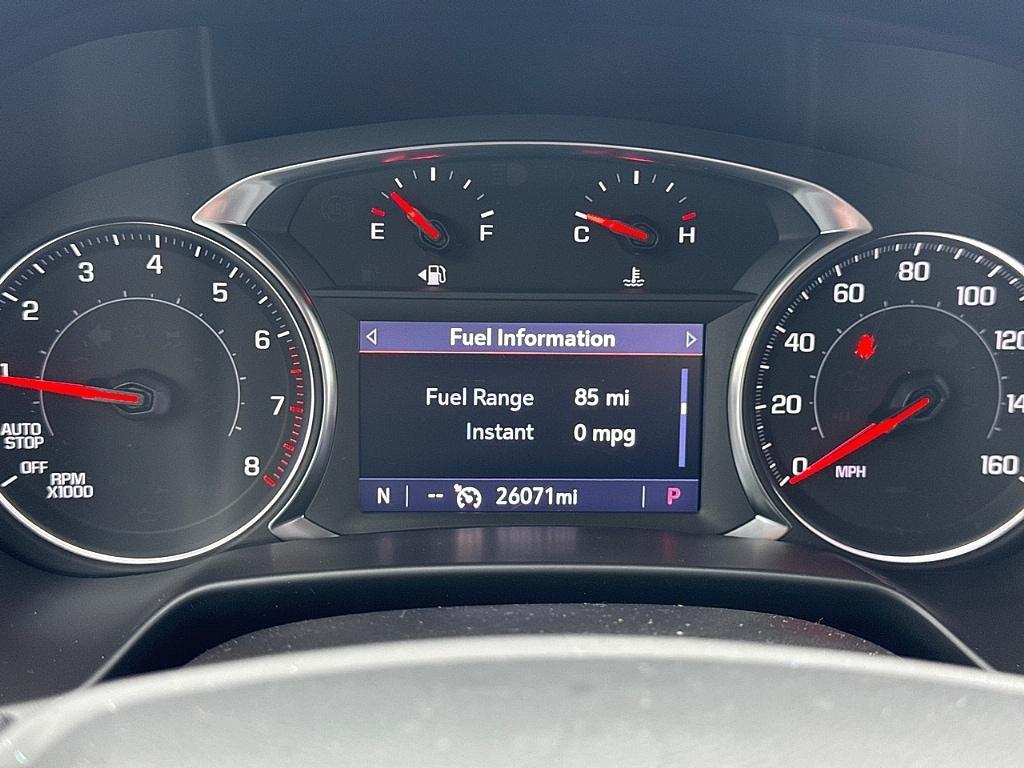 E F
C H
1 2 3 4 5 6 7 8
AUTO
STOP
OFF
RPM
X1000
Fuel Information
Fuel Range 85 mi
Instant 0 mpg
N -- 26071mi P
0 20 40 60 80 100 120 14 160
MPH